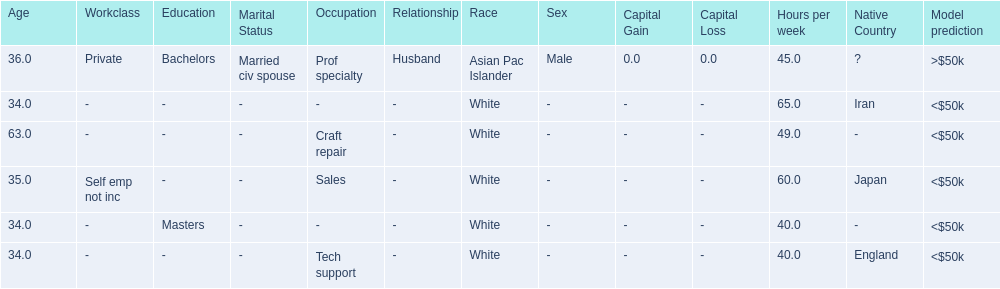 Age Workclass Education Marital Status Occupation Relationship Race Sex Capital Gain Capital Loss Hours per week Native Country Model prediction
36.0 Private Bachelors Married civ spouse Prof specialty Husband Asian Pac Islander Male 0.0 0.0 45.0 ? >$50k
34.0 - - - - - White - - - 65.0 Iran <$50k
63.0 - - - Craft repair - White - - - 49.0 - <$50k
35.0 Self emp not inc - - Sales - White - - - 60.0 Japan <$50k
34.0 - Masters - - - White - - - 40.0 - <$50k
34.0 - - - Tech support - White - - - 40.0 England <$50k